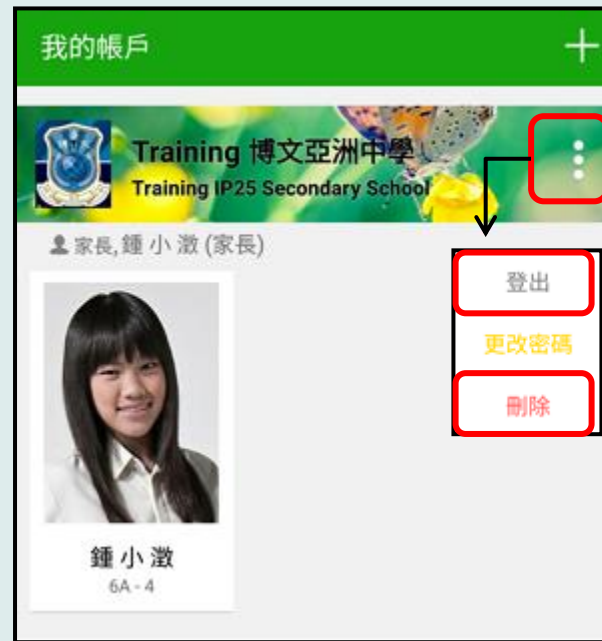 我的帳戶
Training 博文亞洲中學
Training IP25 Secondary School
家長, 鍾小澂 (家長)
登出
更改密碼
刪除
鍾小澂
6A - 4